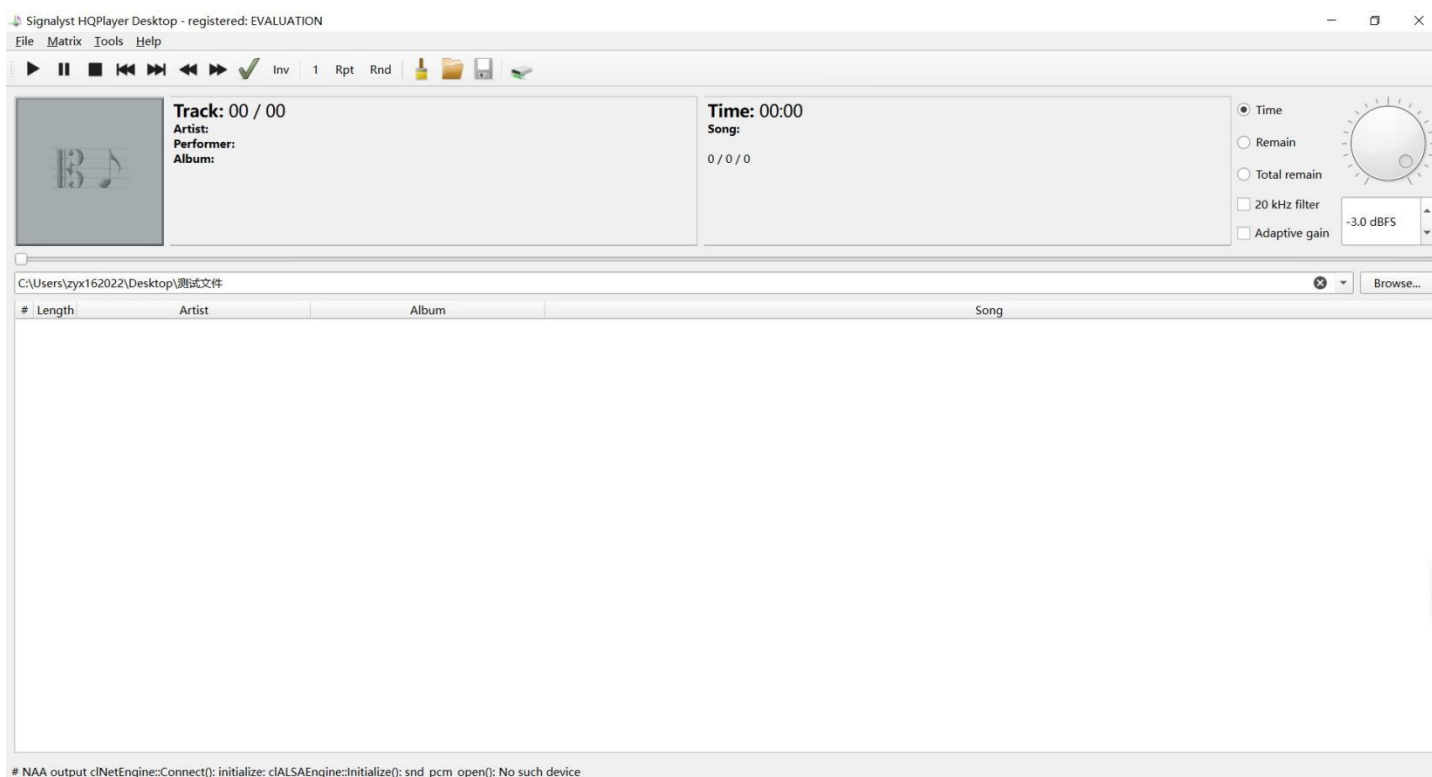 Signalyst HQPlayer Desktop - registered: EVALUATION
File Matrix Tools Help
Inv 1 Rpt Rnd
Track: 00 / 00
Artist:
Performer:
Album:
Time: 00:00
Song:
0 / 0 / 0
Time
Remain
Total remain
20 kHz filter
Adaptive gain
-3.0 dBFS
C:\Users\zyx162022\Desktop\测试文件
Browse...
# Length Artist Album Song
# NAA output clNetEngine::Connect(): initialize: clALSAEngine::Initialize(): snd_pcm_open(): No such device